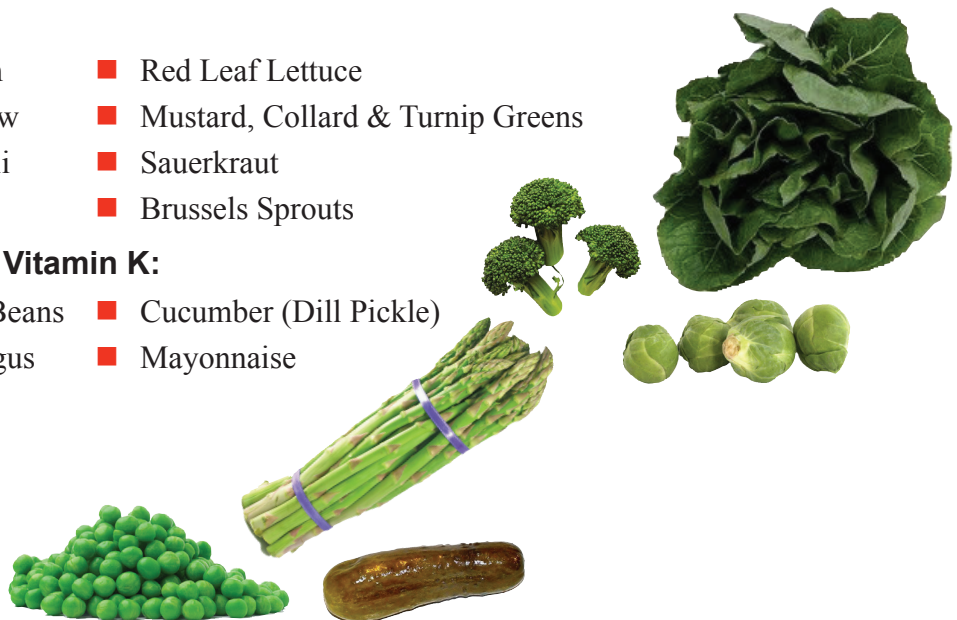 Red Leaf Lettuce
Mustard, Collard & Turnip Greens
Sauerkraut
Brussels Sprouts
Vitamin K:
Beans
Cucumber (Dill Pickle)
Mayonnaise